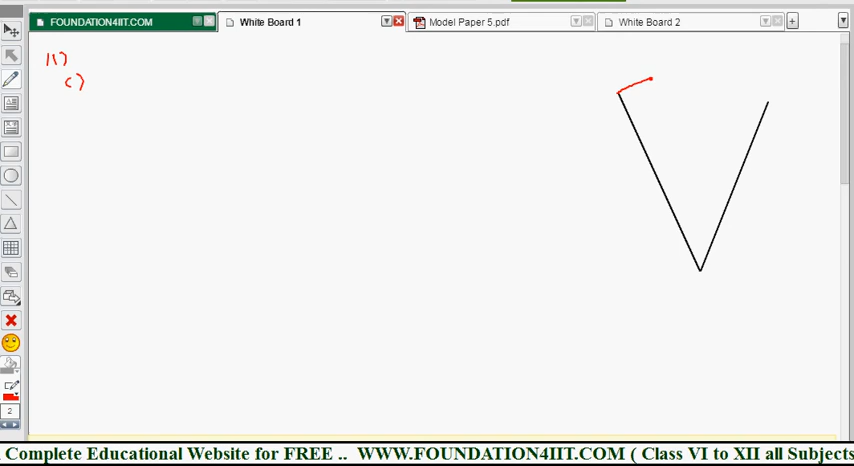 FOUNDATION4IIT.COM
White Board 1
Model Paper 5.pdf
White Board 2
+
11)
c)
2
Complete Educational Website for FREE .. WWW.FOUNDATION4IIT.COM ( Class VI to XII all Subjects